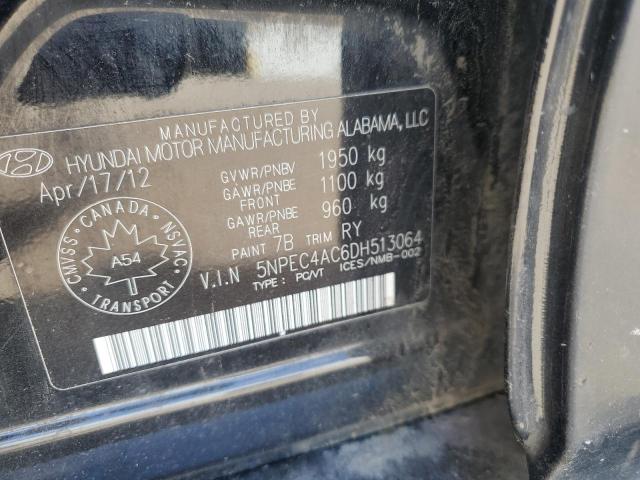 MANUFACTURED BY
HYUNDAI MOTOR MANUFACTURING ALABAMA, LLC
Apr/17/12
GVWR/PNBV 1950 kg
GAWR/PNBE FRONT 1100 kg
GAWR/PNBE REAR 960 kg
PAINT 7B TRIM RY
V.I.N 5NPEC4AC6DH513064
TYPE : PC/VT ICES/NMB-002
CANADA
CMVSS
NSVAC
A54
TRANSPORT